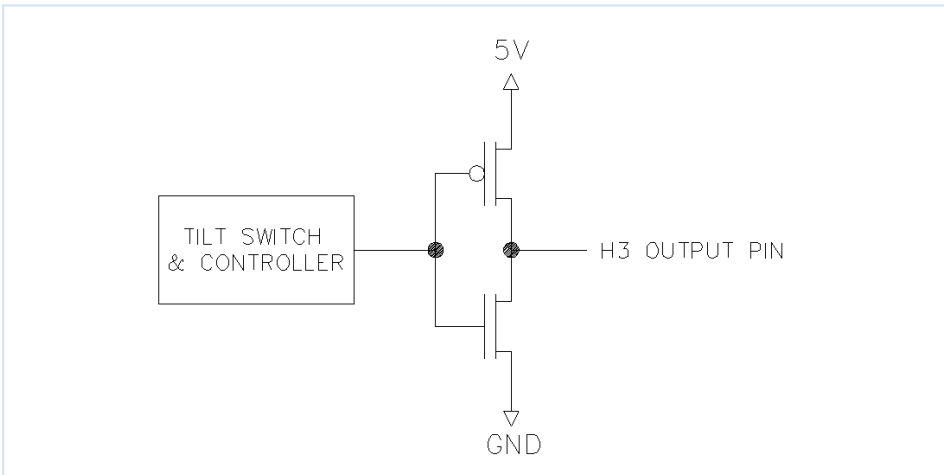 5V
TILT SWITCH
& CONTROLLER
H3 OUTPUT PIN
GND